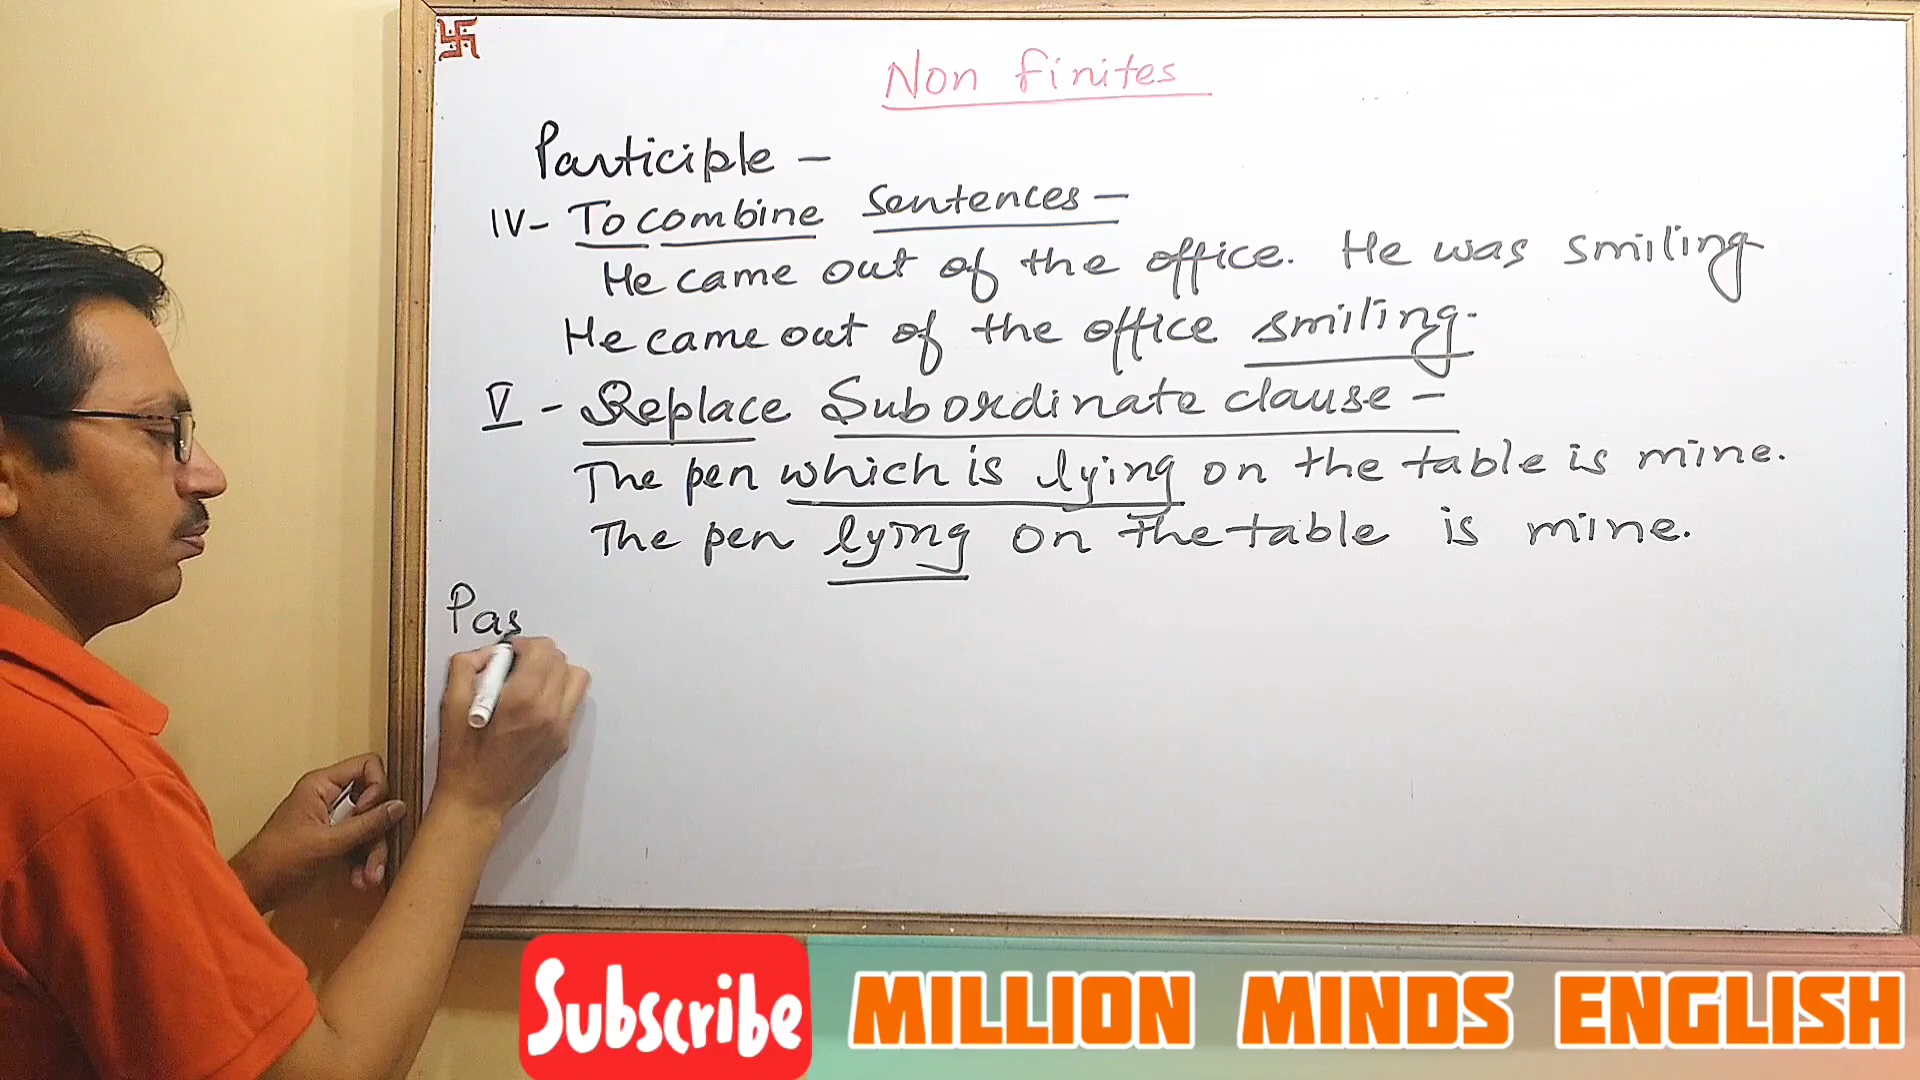 Non finites
Participle -
IV- To combine Sentences -
He came out of the office. He was smiling
He came out of the office smiling.
V - Replace Subordinate clause -
The pen which is lying on the table is mine.
The pen lying on the table is mine.
Pas
Subscribe MILLION MINDS ENGLISH